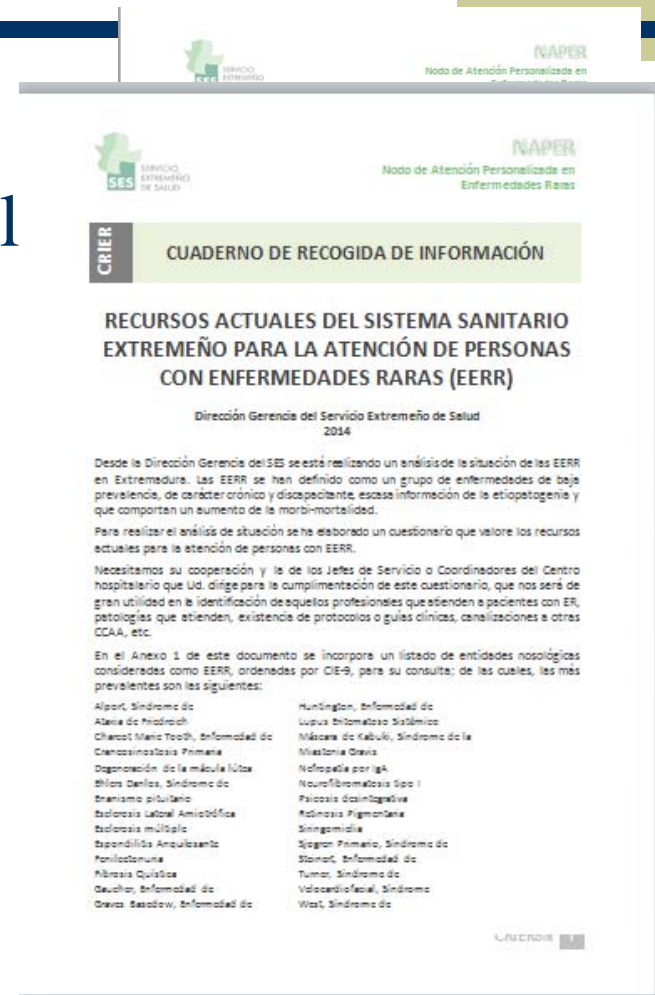 NAPER
SERVICIO
EXTREMEÑO
Nodo de Atención Personalizada en
Enfermedades Raras
l
SES
SERVICIO
EXTREMEÑO
DE SALUD
NAPER
Nodo de Atención Personalizada en
Enfermedades Raras
CRIER
CUADERNO DE RECOGIDA DE INFORMACIÓN
RECURSOS ACTUALES DEL SISTEMA SANITARIO
EXTREMEÑO PARA LA ATENCIÓN DE PERSONAS
CON ENFERMEDADES RARAS (EERR)
Dirección Gerencia del Servicio Extremeño de Salud
2014
Desde la Dirección Gerencia del SES se está realizando un análisis de la situación de las EERR
en Extremadura. Las EERR se han definido como un grupo de enfermedades de baja
prevalencia, de carácter crónico y discapacitante, escasa información de la etiopatogenia y
que comportan un aumento de la morbi-mortalidad.
Para realizar el análisis de situación se ha elaborado un cuestionario que valore los recursos
actuales para la atención de personas con EERR.
Necesitamos su cooperación y la de los Jefes de Servicio o Coordinadores del Centro
hospitalario que Ud. dirige para la cumplimentación de este cuestionario, que nos será de
gran utilidad en la identificación de aquellos profesionales que atienden a pacientes con ER,
patologías que atienden, existencia de protocolos o guías clínicas, canalizaciones a otras
CCAA, etc.
En el Anexo 1 de este documento se incorpora un listado de entidades nosológicas
consideradas como EERR, ordenadas por CIE-9, para su consulta; de las cuales, las más
prevalentes son las siguientes:
Alport, Síndrome de
Ataxia de Friedreich
Charcot Marie Tooth, Enfermedad de
Craneosinostosis Primaria
Degeneración de la mácula lútea
Ehlers Danlos, Síndrome de
Enanismo pituitario
Esclerosis Lateral Amiotrófica
Esclerosis múltiple
Espondilitis Anquilosante
Fenilcetonuria
Fibrosis Quística
Gaucher, Enfermedad de
Graves Basedow, Enfermedad de
Huntington, Enfermedad de
Lupus Eritematoso Sistémico
Máscara de Kabuki, Síndrome de la
Miastenia Gravis
Nefropatía por IgA
Neurofibromatosis tipo I
Psicosis desintegrativa
Retinosis Pigmentaria
Siringomielia
Sjogren Primario, Síndrome de
Steinert, Enfermedad de
Turner, Síndrome de
Velocardiofacial, Síndrome
West, Síndrome de